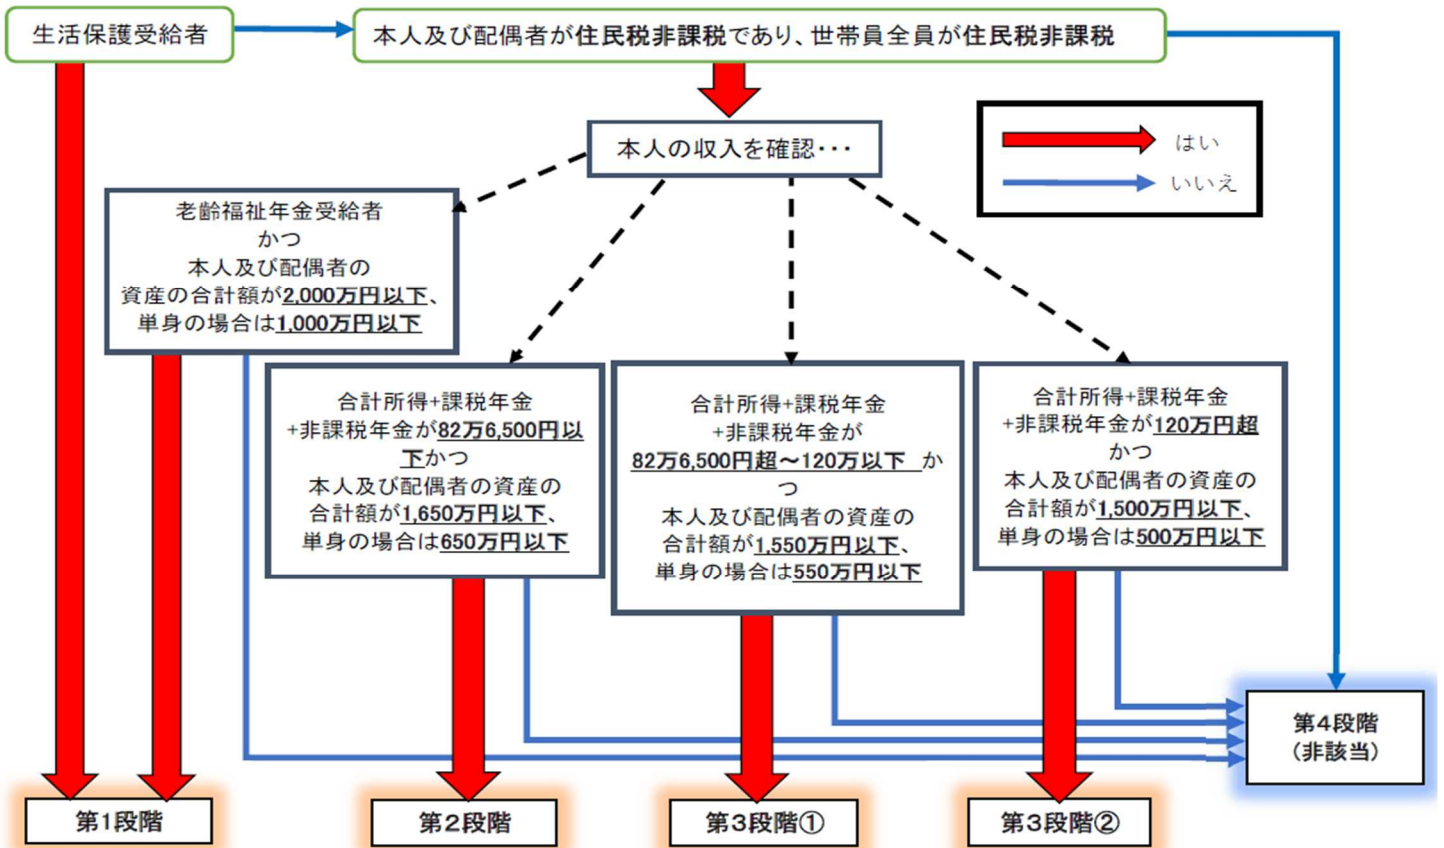 生活保護受給者
本人及び配偶者が住民税非課税であり、世帯員全員が住民税非課税
はい
いいえ
本人の収入を確認・・・
老齢福祉年金受給者
かつ
本人及び配偶者の
資産の合計額が2,000万円以下、
単身の場合は1,000万円以下
合計所得+課税年金
+非課税年金が82万6,500円以
下かつ
本人及び配偶者の資産の
合計額が1,650万円以下、
単身の場合は650万円以下
合計所得+課税年金
+非課税年金が
82万6,500円超～120万以下 か
つ
本人及び配偶者の資産の
合計額が1,550万円以下、
単身の場合は550万円以下
合計所得+課税年金
+非課税年金が120万円超
かつ
本人及び配偶者の資産の
合計額が1,500万円以下、
単身の場合は500万円以下
第4段階
（非該当）
第1段階
第2段階
第3段階①
第3段階②